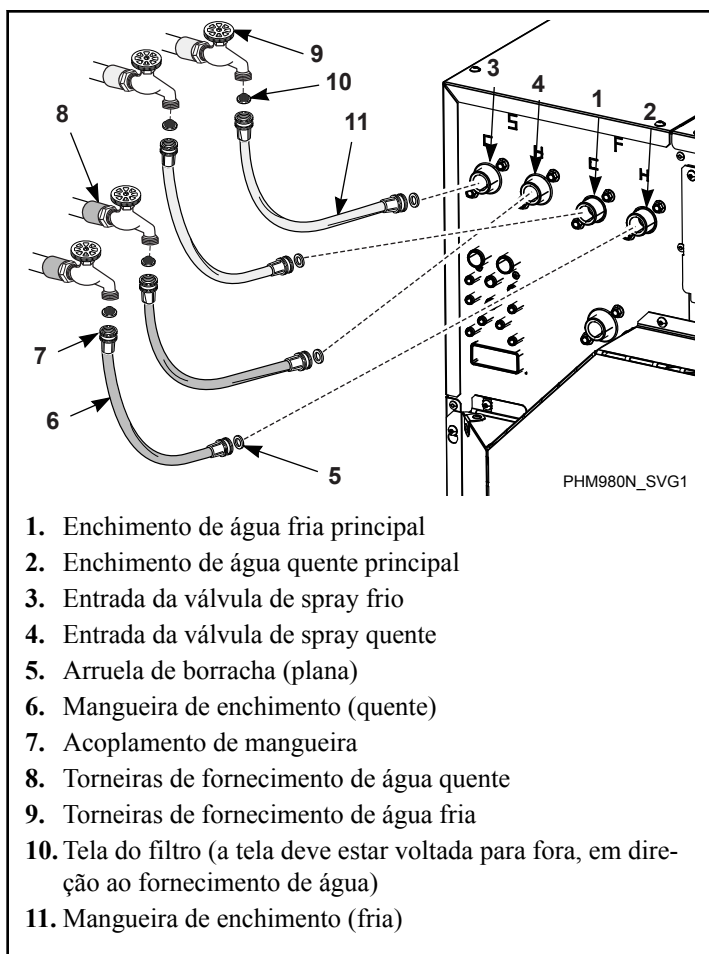 9
10
11
8
3
4
1
2
S
F
C
H
C
H
7
6
5
PHM980N_SVG1
1. Enchimento de água fria principal
2. Enchimento de água quente principal
3. Entrada da válvula de spray frio
4. Entrada da válvula de spray quente
5. Arruela de borracha (plana)
6. Mangueira de enchimento (quente)
7. Acoplamento de mangueira
8. Torneiras de fornecimento de água quente
9. Torneiras de fornecimento de água fria
10. Tela do filtro (a tela deve estar voltada para fora, em dire-
ção ao fornecimento de água)
11. Mangueira de enchimento (fria)